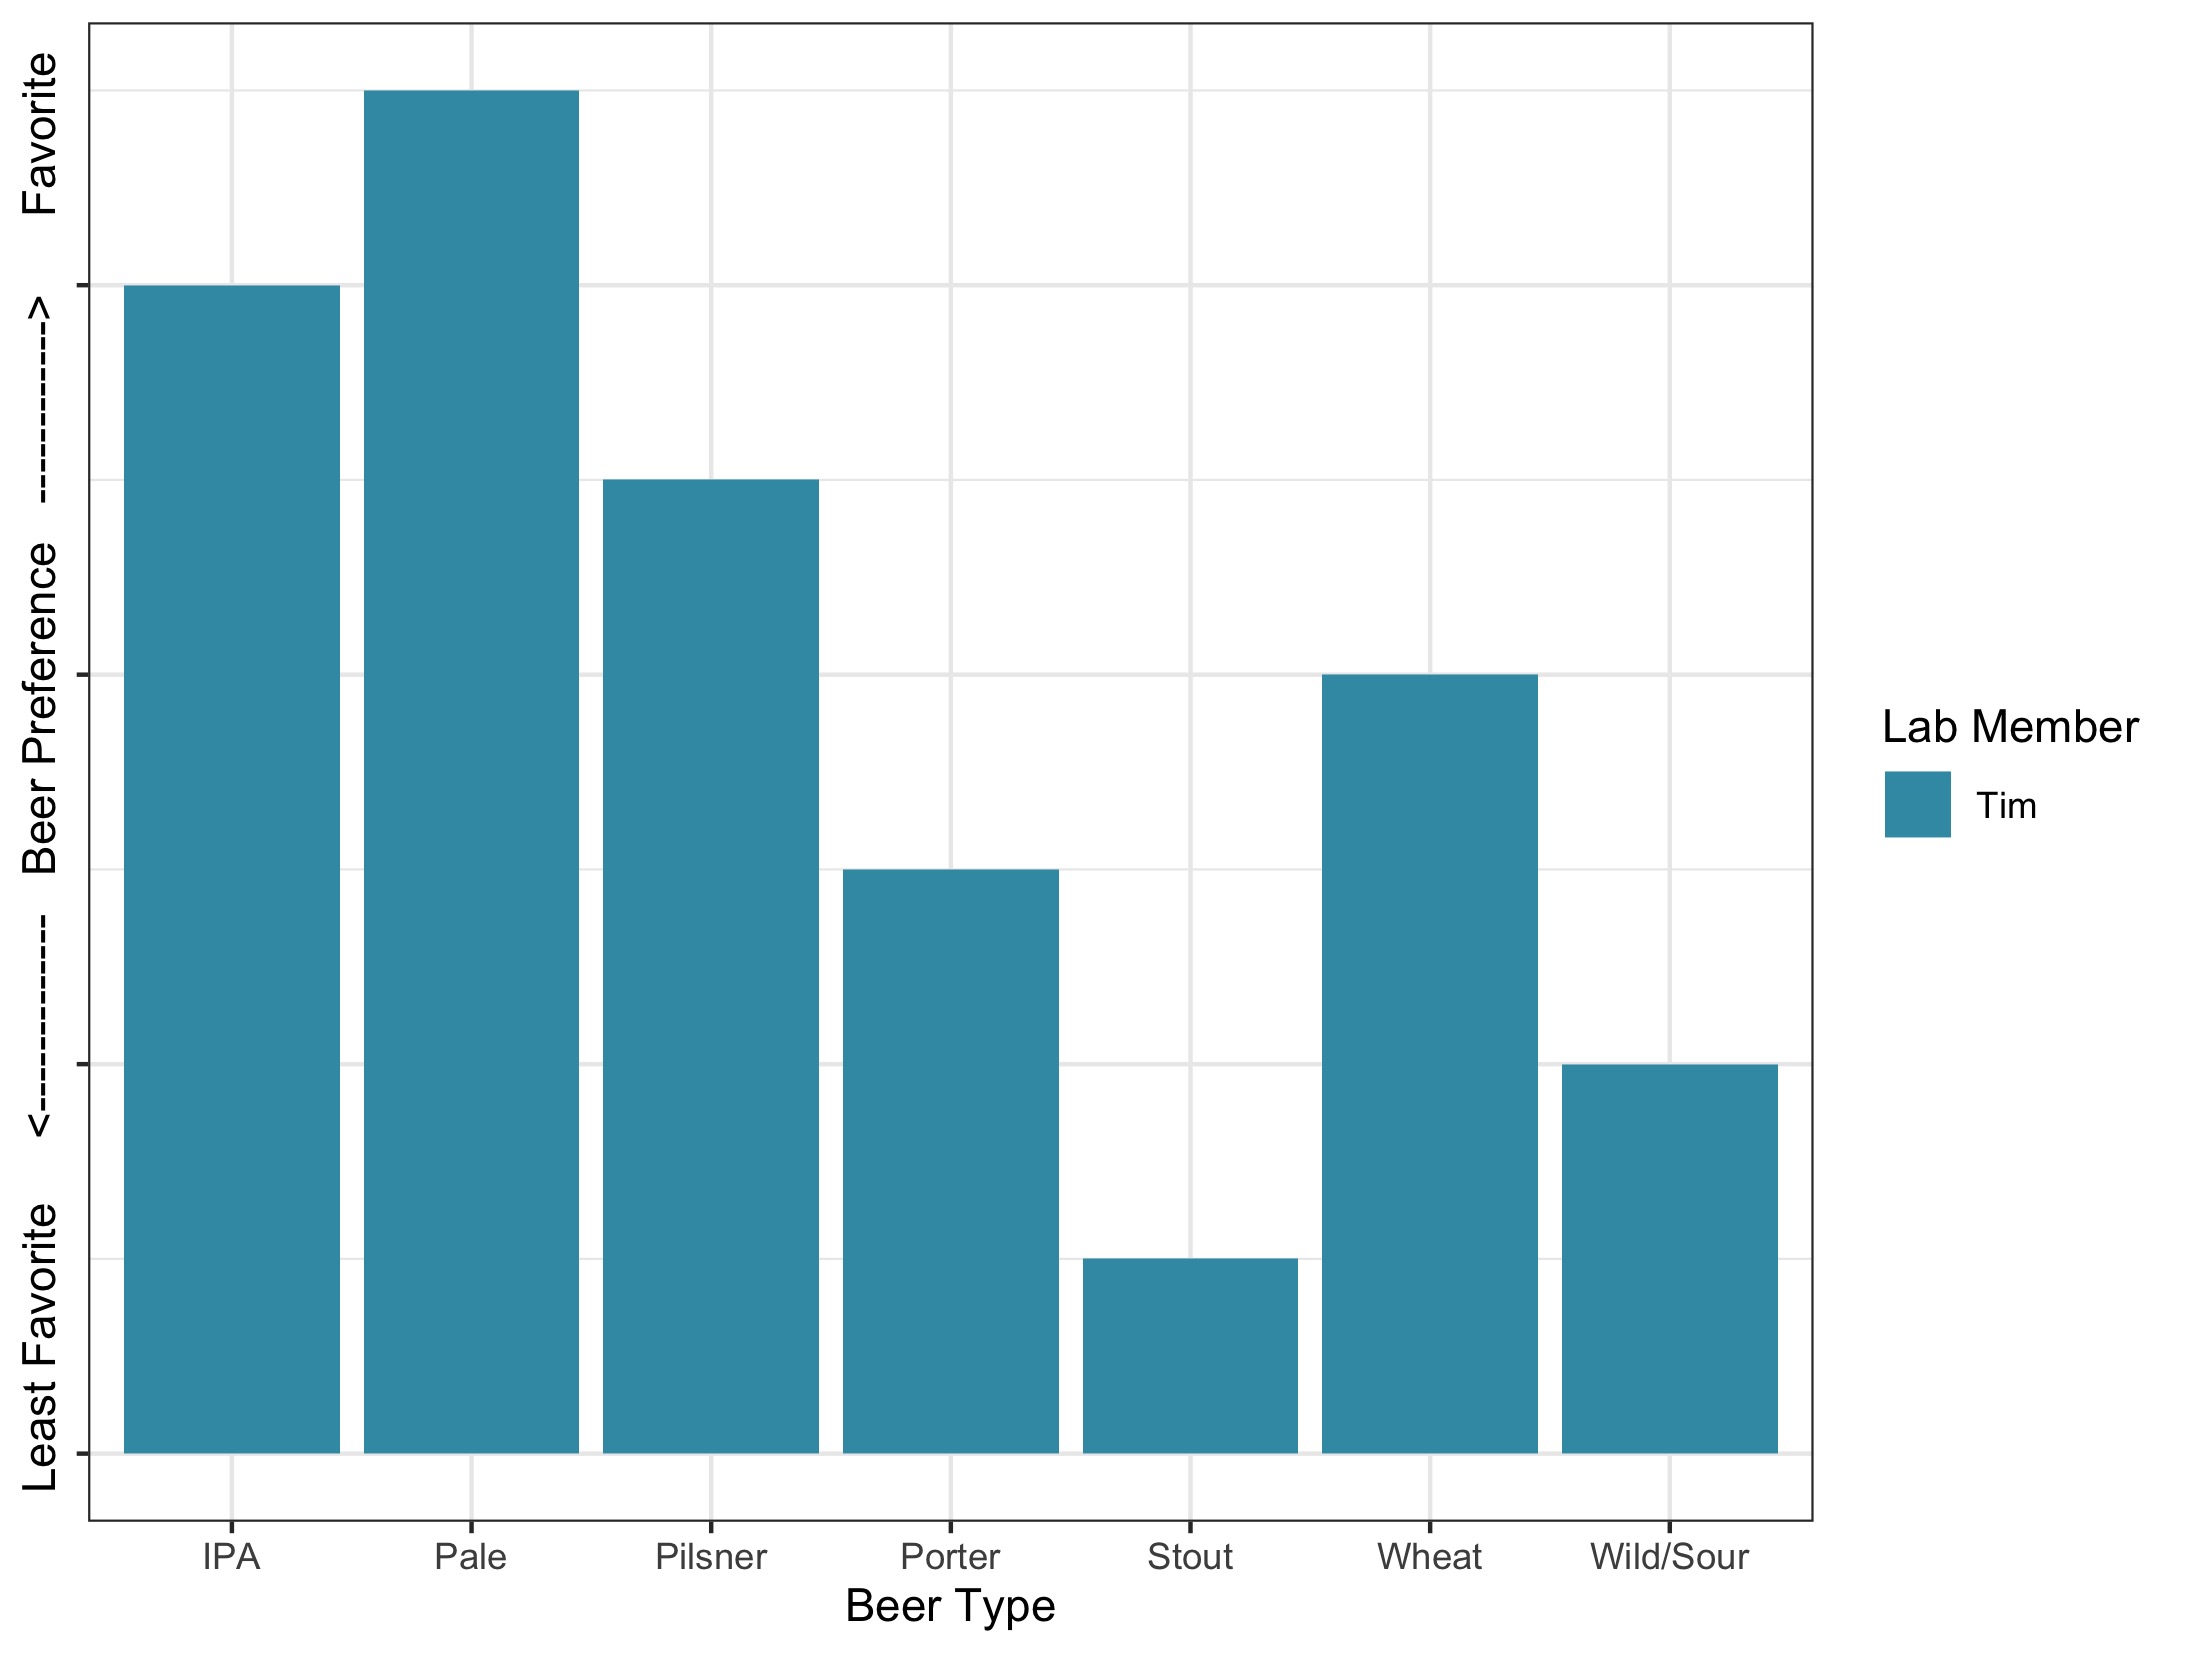 Least Favorite <-------------- Beer Preference --------------> Favorite
IPA Pale Pilsner Porter Stout Wheat Wild/Sour
Beer Type
Lab Member
Tim